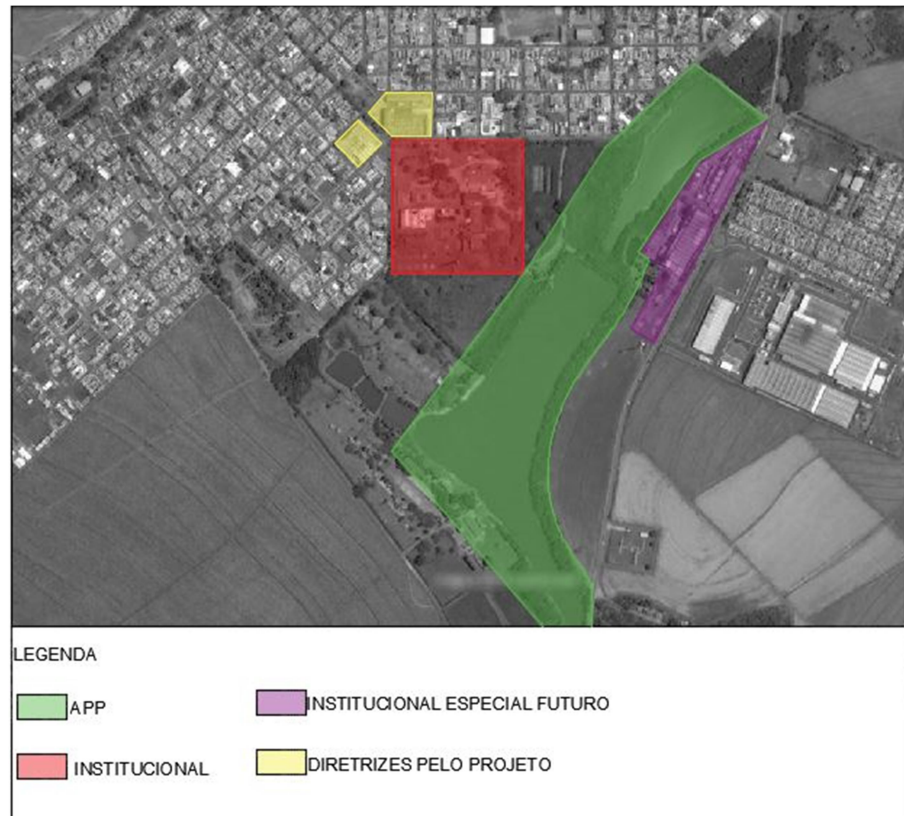 LEGENDA
APP
INSTITUCIONAL ESPECIAL FUTURO
INSTITUCIONAL
DIRETRIZES PELO PROJETO